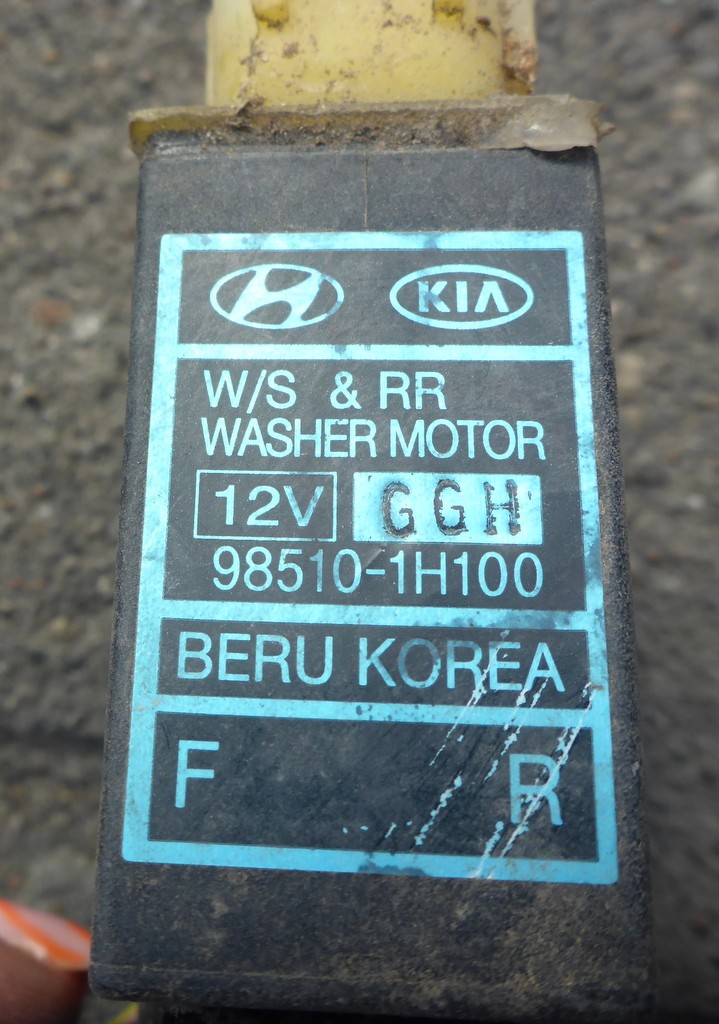 KIA
W/S & RR
WASHER MOTOR
12V GGH
98510-1H100
BERU KOREA
F R